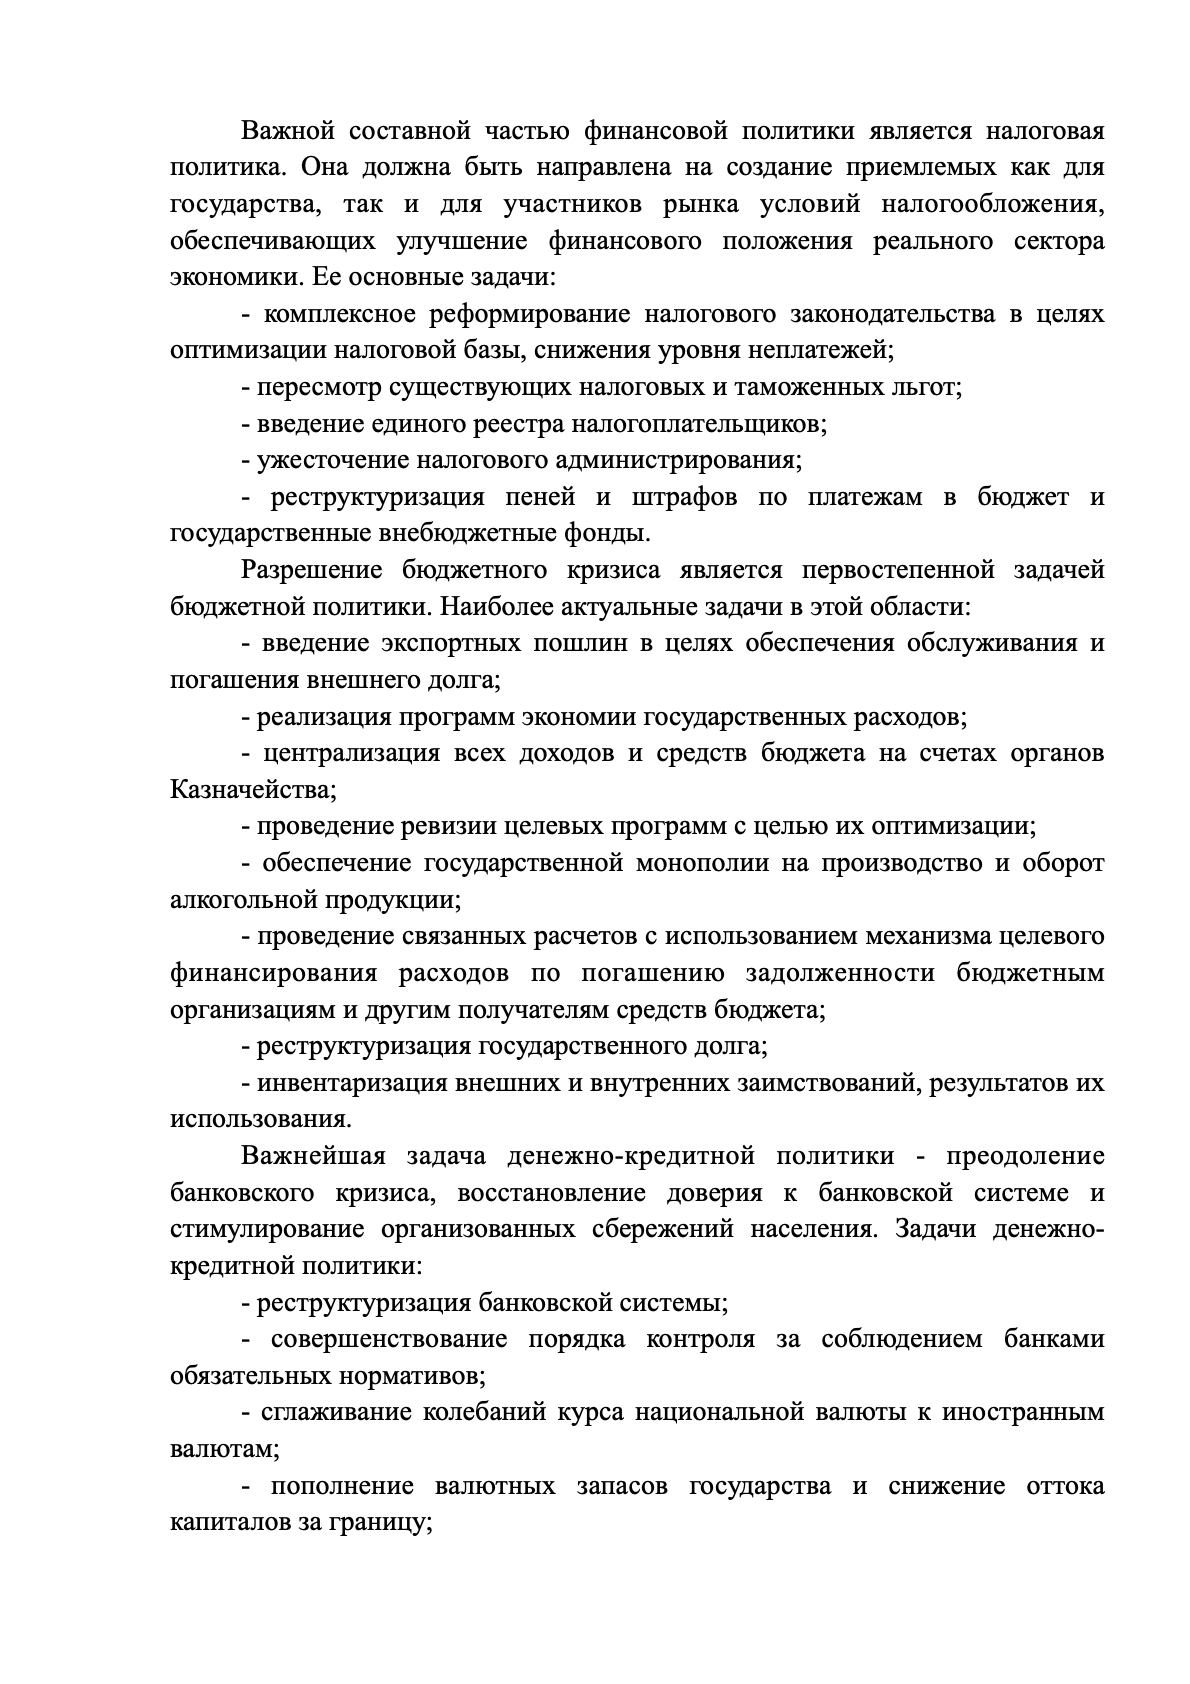 Важной составной частью финансовой политики является налоговая
политика. Она должна быть направлена на создание приемлемых как для
государства, так и для участников рынка условий налогообложения,
обеспечивающих улучшение финансового положения реального сектора
экономики. Ее основные задачи:
- комплексное реформирование налогового законодательства в целях
оптимизации налоговой базы, снижения уровня неплатежей;
- пересмотр существующих налоговых и таможенных льгот;
- введение единого реестра налогоплательщиков;
- ужесточение налогового администрирования;
- реструктуризация пеней и штрафов по платежам в бюджет и
государственные внебюджетные фонды.
Разрешение бюджетного кризиса является первостепенной задачей
бюджетной политики. Наиболее актуальные задачи в этой области:
- введение экспортных пошлин в целях обеспечения обслуживания и
погашения внешнего долга;
- реализация программ экономии государственных расходов;
- централизация всех доходов и средств бюджета на счетах органов
Казначейства;
- проведение ревизии целевых программ с целью их оптимизации;
- обеспечение государственной монополии на производство и оборот
алкогольной продукции;
- проведение связанных расчетов с использованием механизма целевого
финансирования расходов по погашению задолженности бюджетным
организациям и другим получателям средств бюджета;
- реструктуризация государственного долга;
- инвентаризация внешних и внутренних заимствований, результатов их
использования.
Важнейшая задача денежно-кредитной политики - преодоление
банковского кризиса, восстановление доверия к банковской системе и
стимулирование организованных сбережений населения. Задачи денежно-
кредитной политики:
- реструктуризация банковской системы;
- совершенствование порядка контроля за соблюдением банками
обязательных нормативов;
- сглаживание колебаний курса национальной валюты к иностранным
валютам;
- пополнение валютных запасов государства и снижение оттока
капиталов за границу;